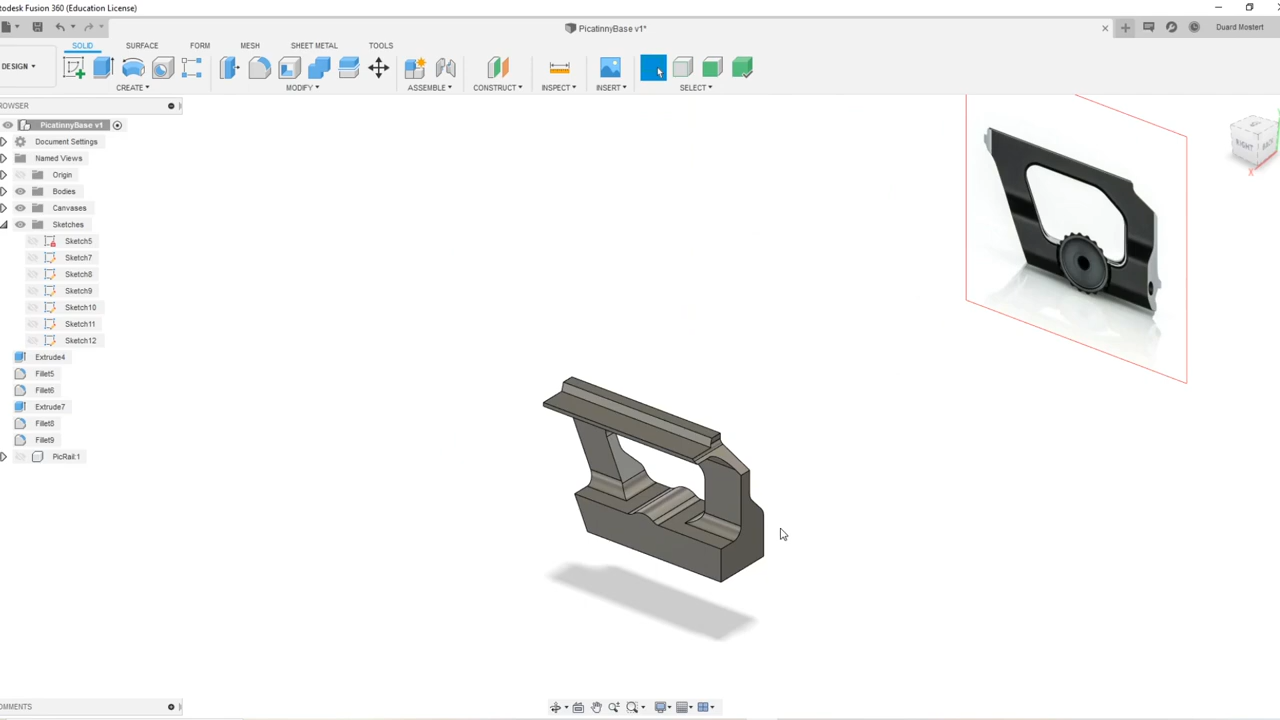 utodesk Fusion 360 (Education License)
PicatinnyBase v1*
Duard Mostert
SOLID SURFACE FORM MESH SHEET METAL TOOLS
DESIGN
CREATE MODIFY ASSEMBLE CONSTRUCT INSPECT INSERT SELECT
ROWSER
PicatinnyBase v1
Document Settings
Named Views
Origin
Bodies
Canvases
Sketches
Sketch5
Sketch7
Sketch8
Sketch9
Sketch10
Sketch11
Sketch12
Extrude4
Fillet5
Fillet6
Extrude7
Fillet8
Fillet9
PicRail:1
X
OMMENTS